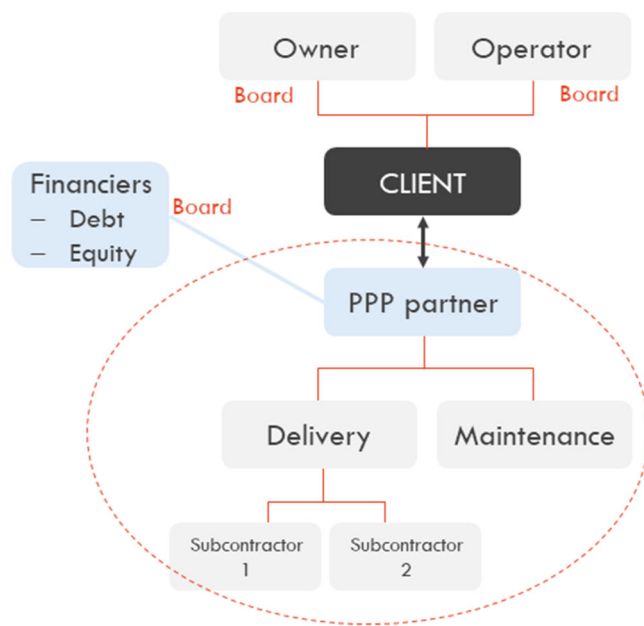 Owner
Operator
Board
Board
CLIENT
Financiers
– Debt
– Equity
Board
PPP partner
Delivery
Maintenance
Subcontractor
1
Subcontractor
2